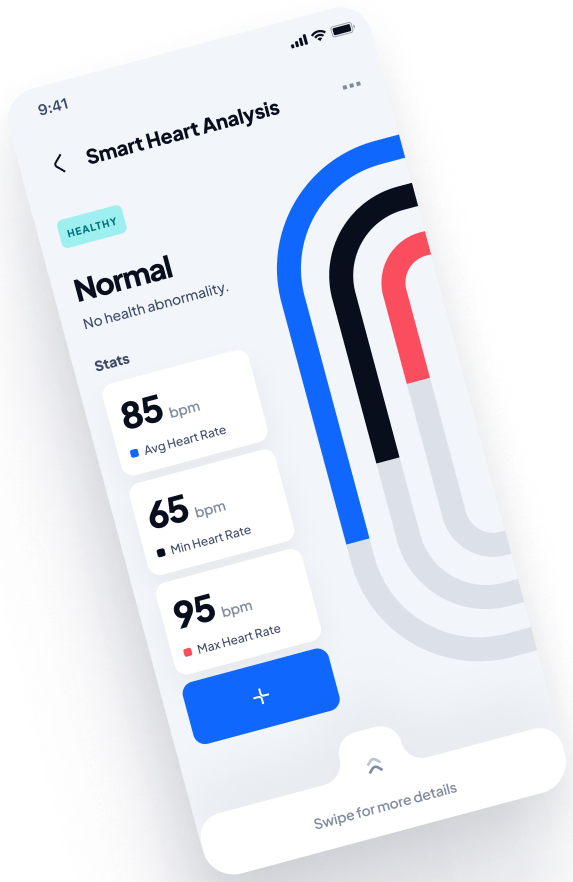 9:41
Smart Heart Analysis
HEALTHY
Normal
No health abnormality.
Stats
85 bpm
Avg Heart Rate
65 bpm
Min Heart Rate
95 bpm
Max Heart Rate
Swipe for more details